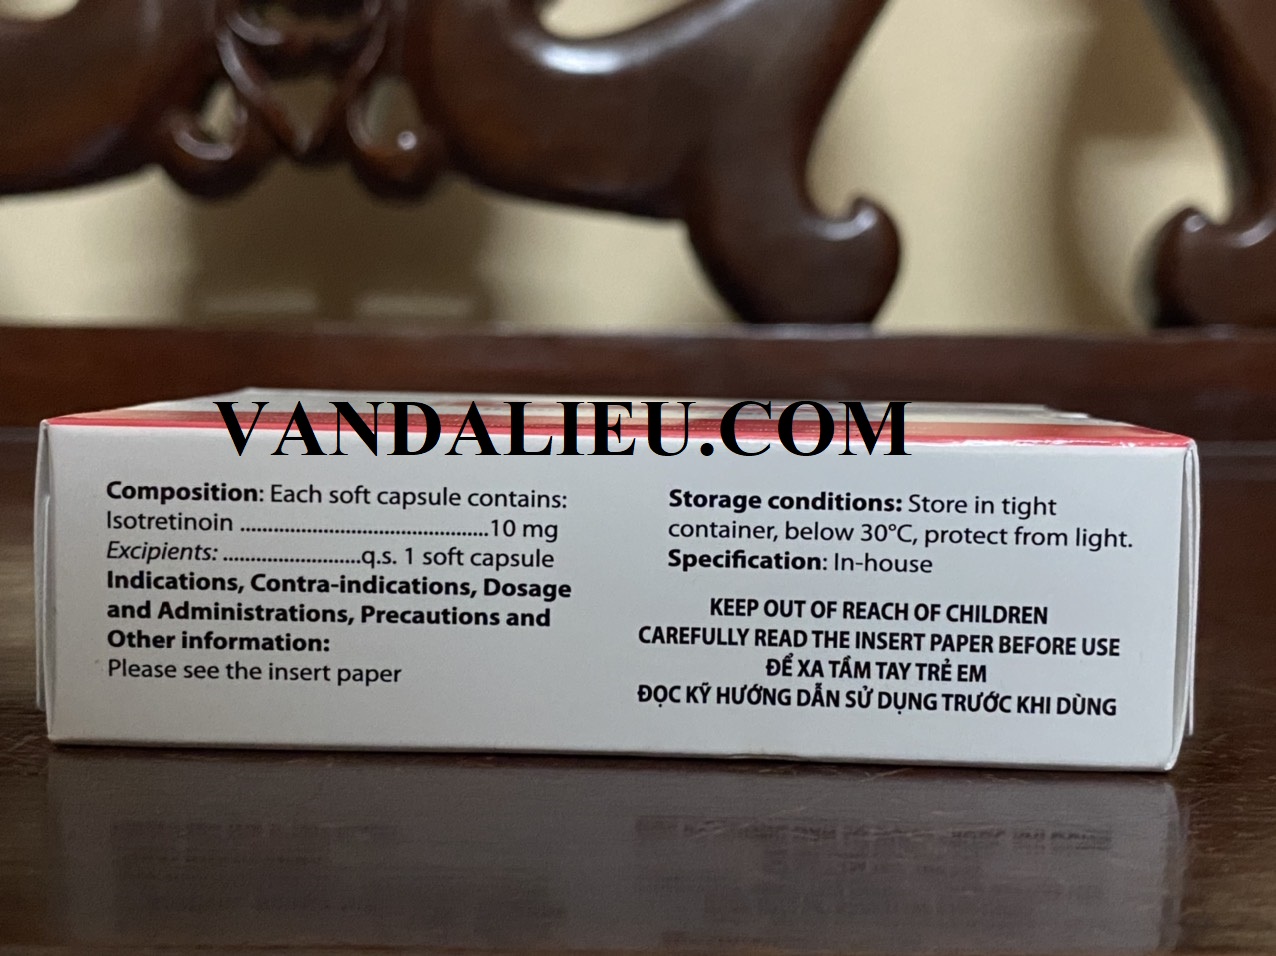 VANDALIEU.COM
Composition: Each soft capsule contains:
Isotretinoin ............................................10 mg
Excipients: .........................q.s. 1 soft capsule
Indications, Contra-indications, Dosage
and Administrations, Precautions and
Other information:
Please see the insert paper
Storage conditions: Store in tight
container, below 30°C, protect from light.
Specification: In-house
KEEP OUT OF REACH OF CHILDREN
CAREFULLY READ THE INSERT PAPER BEFORE USE
ĐỂ XA TẦM TAY TRẺ EM
ĐỌC KỸ HƯỚNG DẪN SỬ DỤNG TRƯỚC KHI DÙNG